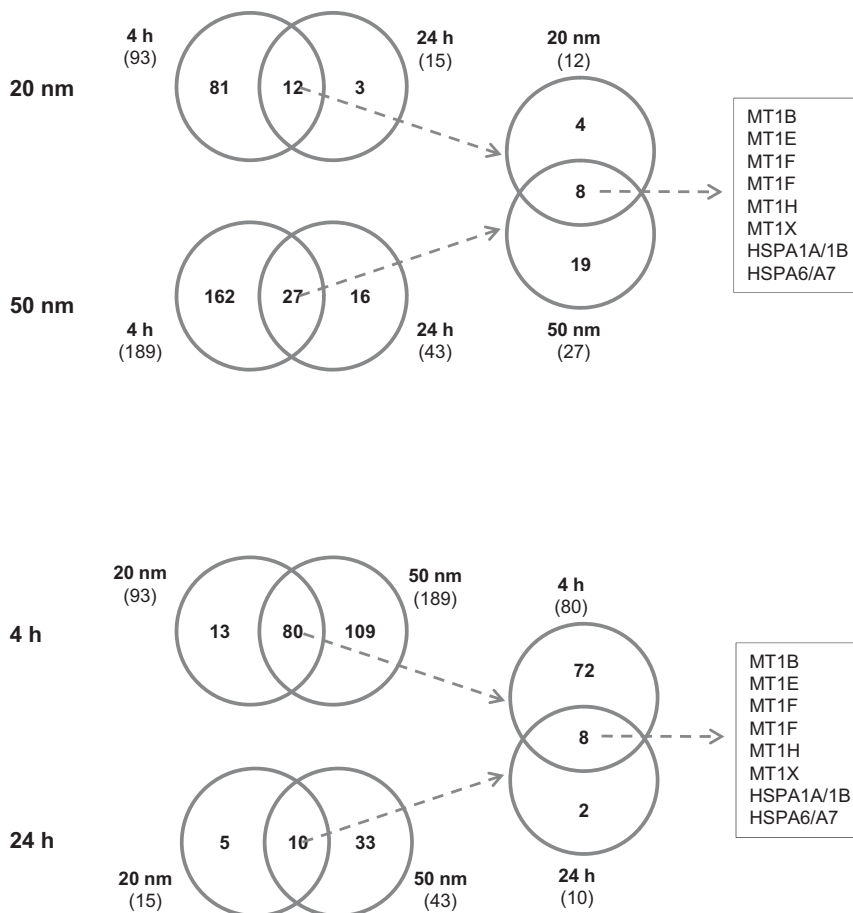 4 h
(93)
24 h
(15)
20 nm
81
12
3
20 nm
(12)
4
8
19
50 nm
(27)
50 nm
162
27
16
4 h
(189)
24 h
(43)
MT1B
MT1E
MT1F
MT1F
MT1H
MT1X
HSPA1A/1B
HSPA6/A7
20 nm
(93)
50 nm
(189)
4 h
13
80
109
4 h
(80)
72
8
2
24 h
(10)
24 h
5
10
33
20 nm
(15)
50 nm
(43)
MT1B
MT1E
MT1F
MT1F
MT1H
MT1X
HSPA1A/1B
HSPA6/A7